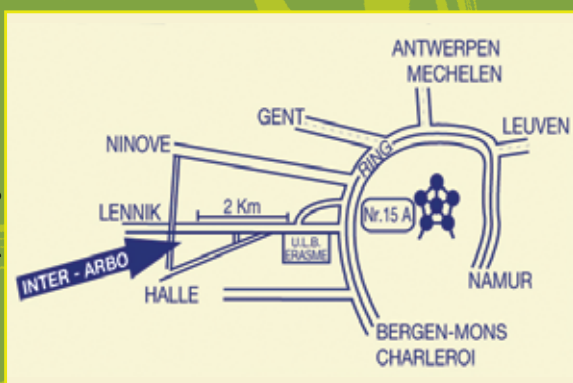 ANTWERPEN
MECHELEN
GENT
LEUVEN
NINOVE
RING
LENNIK
2 Km
Nr.15 A
U.L.B.
ERASME
INTER - ARBO
HALLE
NAMUR
BERGEN-MONS
CHARLEROI